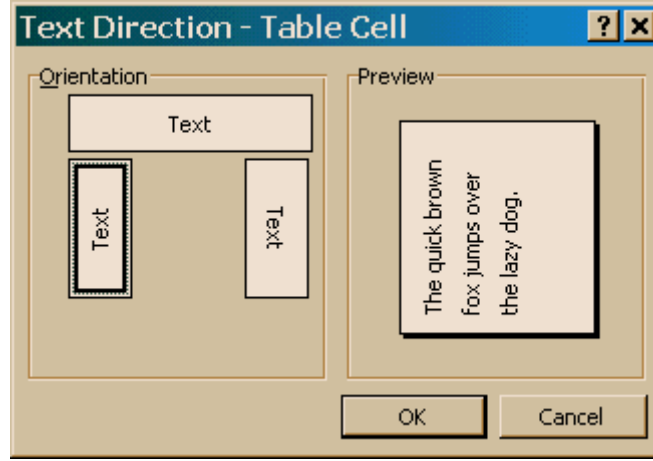 Text Direction - Table Cell
?
Orientation
Preview
Text
Text
Text
The quick brown
fox jumps over
the lazy dog.
OK
Cancel